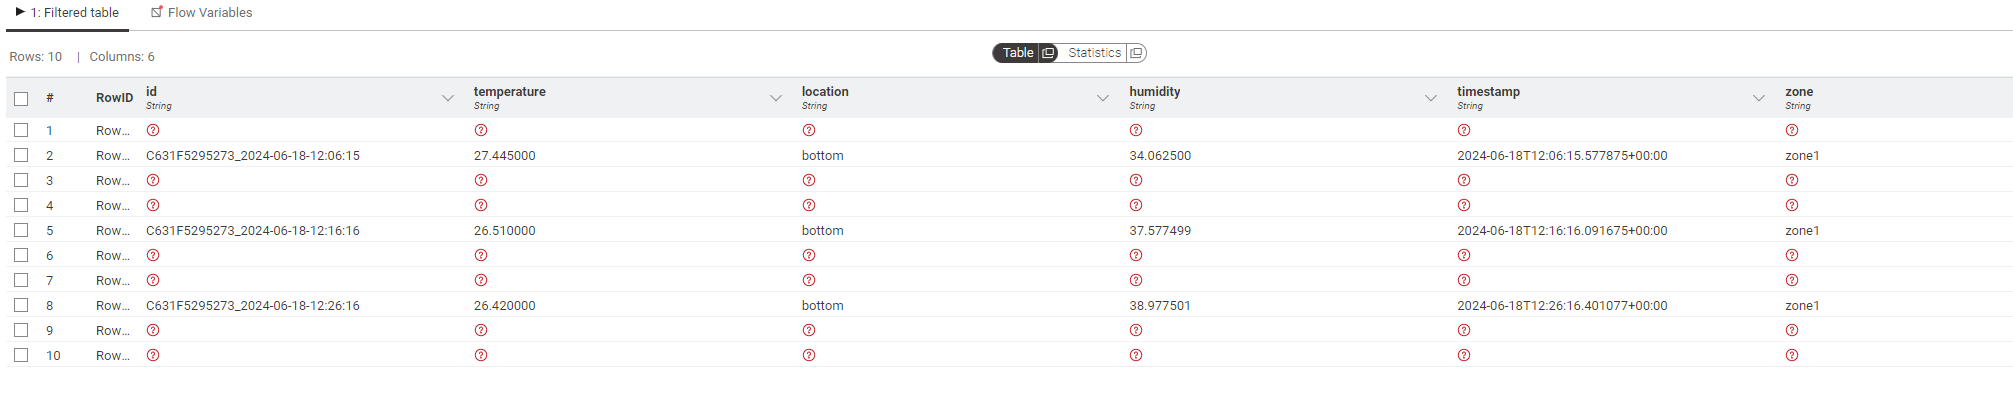 1: Filtered table Flow Variables
Rows: 10 | Columns: 6 Table Statistics
# RowID id String temperature String location String humidity String timestamp String zone String
1 Row... ? ? ? ? ? ?
2 Row... C631F5295273_2024-06-18-12:06:15 27.445000 bottom 34.062500 2024-06-18T12:06:15.577875+00:00 zone1
3 Row... ? ? ? ? ? ?
4 Row... ? ? ? ? ? ?
5 Row... C631F5295273_2024-06-18-12:16:16 26.510000 bottom 37.577499 2024-06-18T12:16:16.091675+00:00 zone1
6 Row... ? ? ? ? ? ?
7 Row... ? ? ? ? ? ?
8 Row... C631F5295273_2024-06-18-12:26:16 26.420000 bottom 38.977501 2024-06-18T12:26:16.401077+00:00 zone1
9 Row... ? ? ? ? ? ?
10 Row... ? ? ? ? ? ?